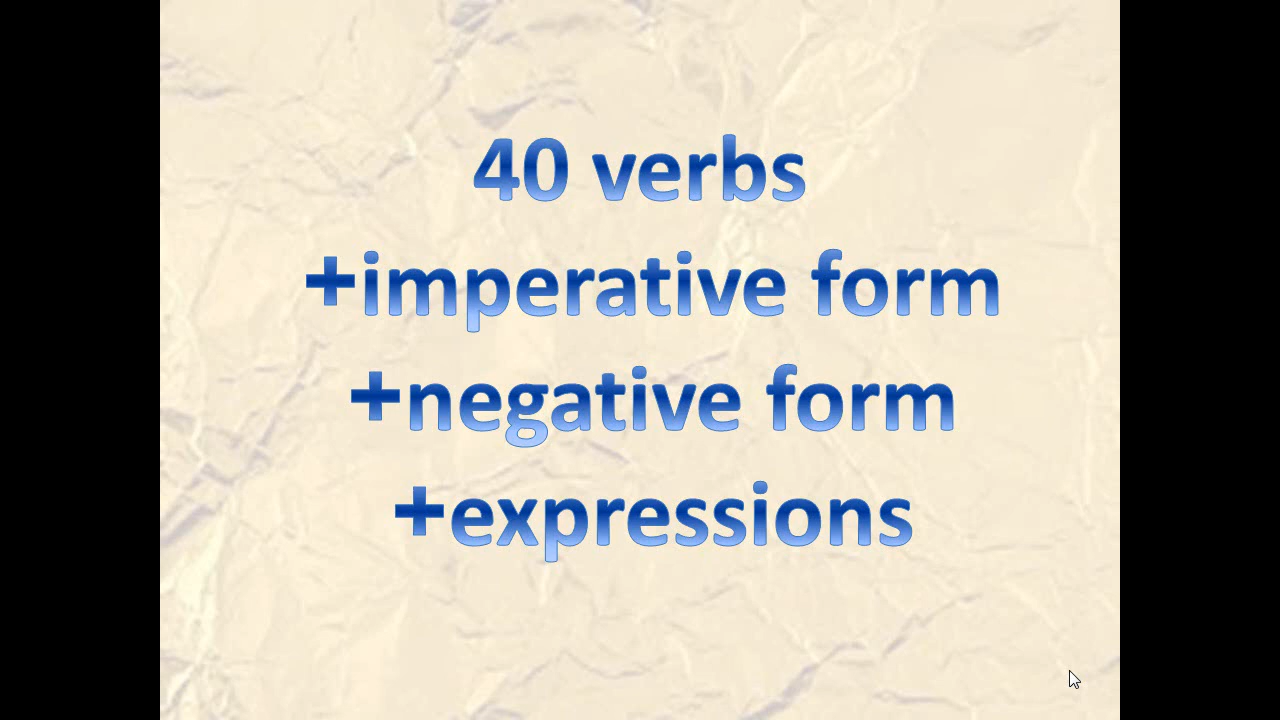 40 verbs
+imperative form
+negative form
+expressions